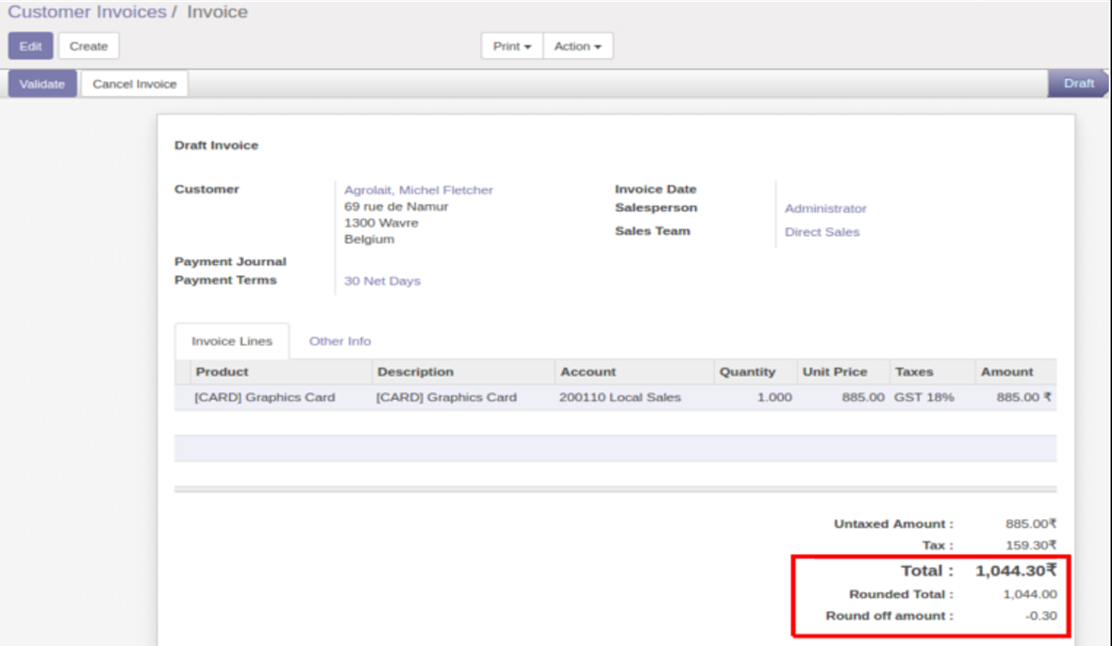 Customer Invoices / Invoice
Edit Create Print Action
Validate Cancel Invoice Draft
Draft Invoice
Customer Agrolait, Michel Fletcher Invoice Date
69 rue de Namur Salesperson Administrator
1300 Wavre
Belgium Sales Team Direct Sales
Payment Journal
Payment Terms 30 Net Days
Invoice Lines Other Info
Product Description Account Quantity Unit Price Taxes Amount
[CARD] Graphics Card [CARD] Graphics Card 200110 Local Sales 1.000 885.00 GST 18% 885.00 ₹
Untaxed Amount : 885.00₹
Tax : 159.30₹
Total : 1,044.30₹
Rounded Total : 1,044.00
Round off amount : -0.30